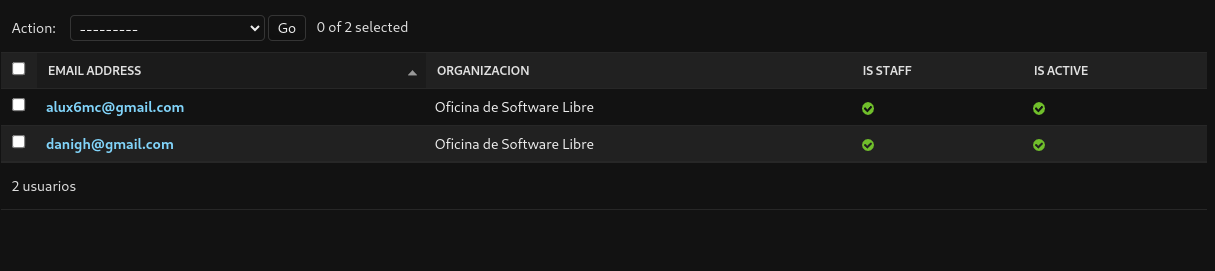 Action: --------- Go 0 of 2 selected
EMAIL ADDRESS ORGANIZACION IS STAFF IS ACTIVE
alux6mc@gmail.com Oficina de Software Libre
danigh@gmail.com Oficina de Software Libre
2 usuarios